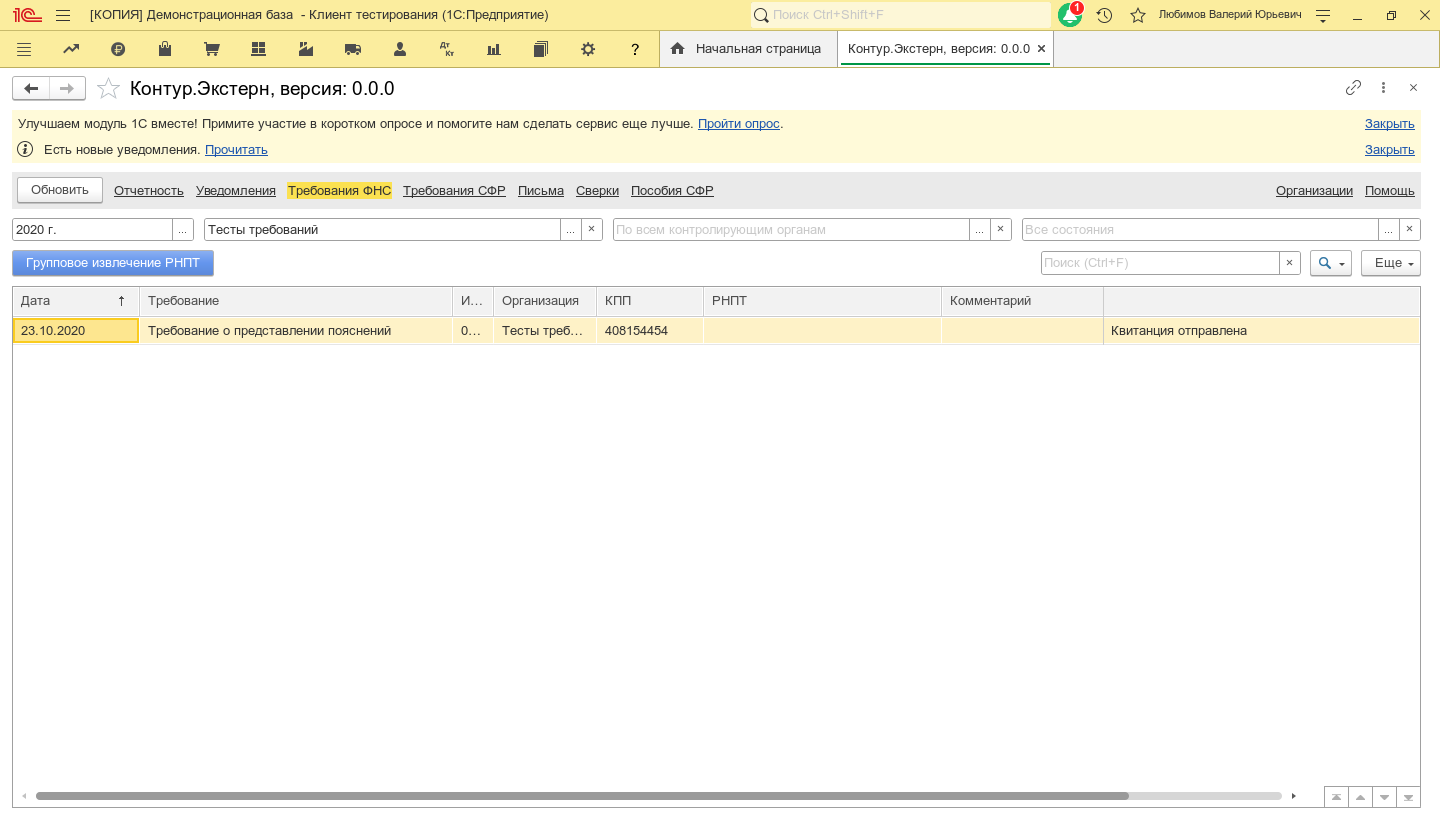 1С [КОПИЯ] Демонстрационная база - Клиент тестирования (1С:Предприятие) Поиск Ctrl+Shift+F 1 Любимов Валерий Юрьевич
Дт Кт ? Начальная страница Контур.Экстерн, версия: 0.0.0 ×
Контур.Экстерн, версия: 0.0.0
Улучшаем модуль 1С вместе! Примите участие в коротком опросе и помогите нам сделать сервис еще лучше. Пройти опрос. Закрыть
Есть новые уведомления. Прочитать Закрыть
Обновить Отчетность Уведомления Требования ФНС Требования СФР Письма Сверки Пособия СФР Организации Помощь
2020 г. ... Тесты требований ... × По всем контролирующим органам ... × Все состояния ... ×
Групповое извлечение РНПТ Поиск (Ctrl+F) × Еще
Дата ↑ Требование И... Организация КПП РНПТ Комментарий
23.10.2020 Требование о представлении пояснений 0... Тесты треб... 408154454 Квитанция отправлена